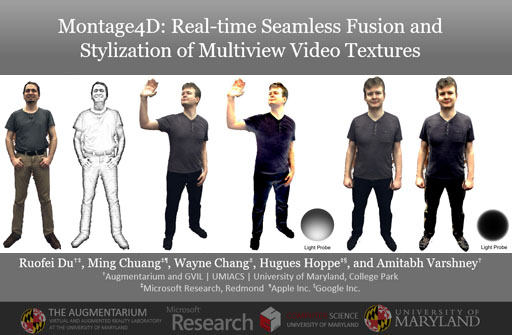 Montage4D: Real-time Seamless Fusion and
Stylization of Multiview Video Textures
Light Probe
Light Probe
Ruofei Du†‡, Ming Chuang‡¶, Wayne Chang‡, Hugues Hoppe‡§, and Amitabh Varshney†
†Augmentarium and GVIL | UMIACS | University of Maryland, College Park
‡Microsoft Research, Redmond ¶Apple Inc. §Google Inc.
THE AUGMENTARIUM
VIRTUAL AND AUGMENTED REALITY LABORATORY
AT THE UNIVERSITY OF MARYLAND
Microsoft
Research
COMPUTER SCIENCE
UNIVERSITY OF MARYLAND
UNIVERSITY OF
MARYLAND